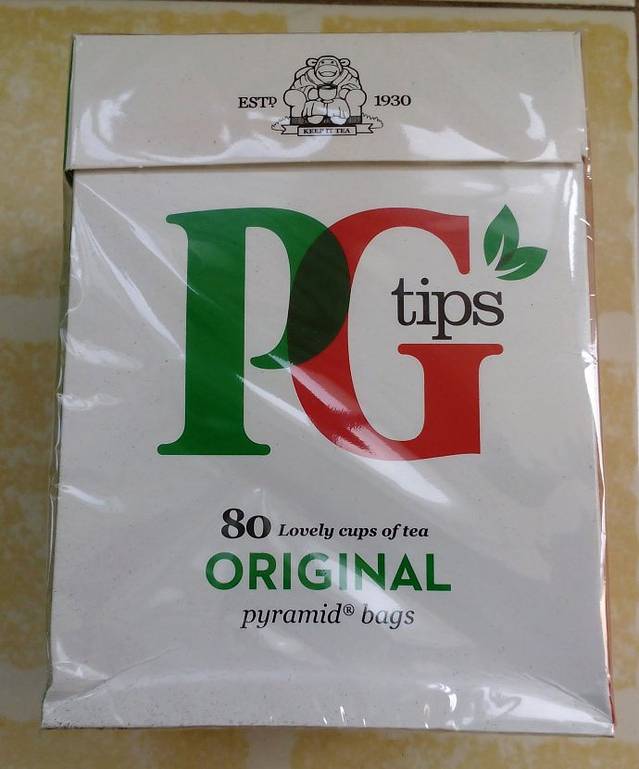 ESTD 1930
KEEP IT TEA
PG
tips
80 Lovely cups of tea
ORIGINAL
pyramid® bags